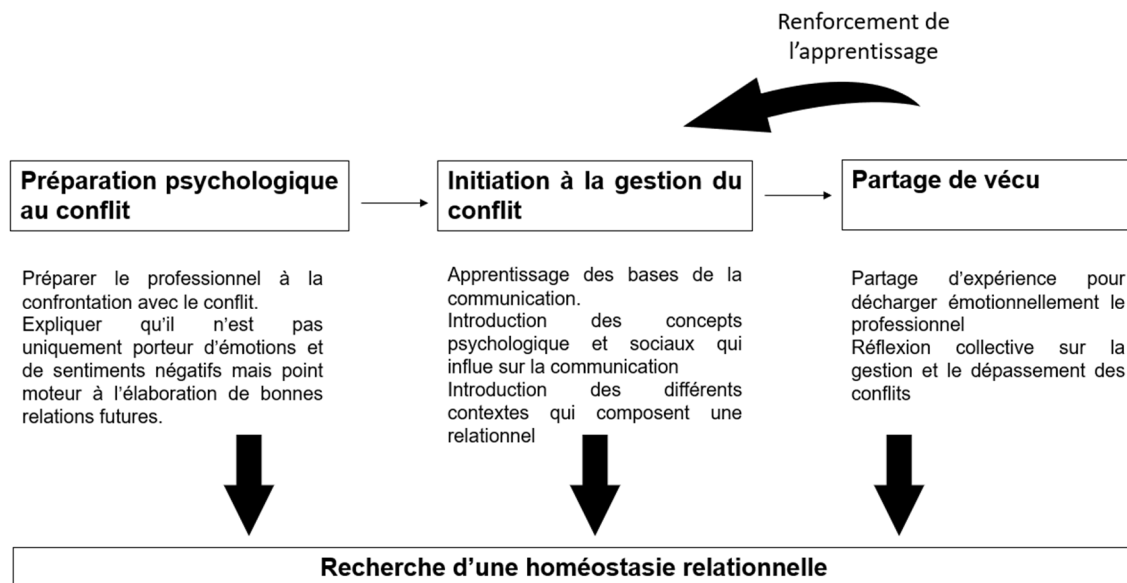 Renforcement de
l'apprentissage
Préparation psychologique
au conflit
Initiation à la gestion du
conflit
Partage de vécu
Préparer le professionnel à la
confrontation avec le conflit.
Expliquer qu'il n'est pas
uniquement porteur d'émotions et
de sentiments négatifs mais point
moteur à l'élaboration de bonnes
relations futures.
Apprentissage des bases de la
communication.
Introduction des concepts
psychologique et sociaux qui
influe sur la communication
Introduction des différents
contextes qui composent une
relationnel
Partage d'expérience pour
décharger émotionnellement le
professionnel
Réflexion collective sur la
gestion et le dépassement des
conflits
Recherche d'une homéostasie relationnelle